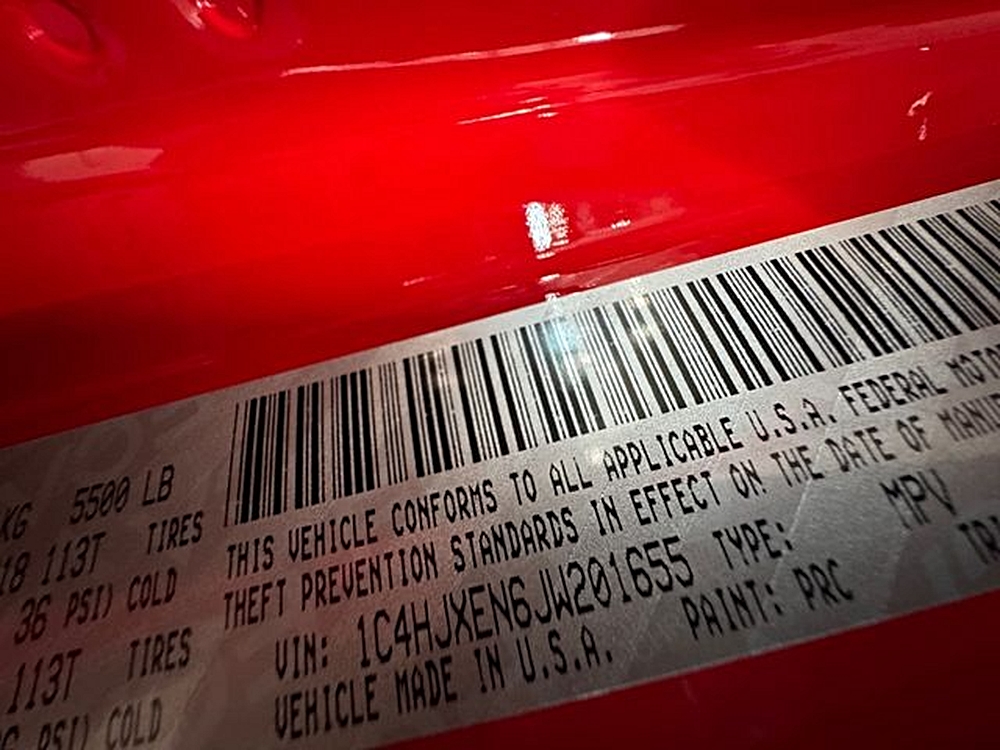 KG 5500 LB
18 113T TIRES
36 PSI) COLD
113T TIRES
PSI) COLD
THIS VEHICLE CONFORMS TO ALL APPLICABLE U.S.A. FEDERAL
THEFT PREVENTION STANDARDS IN EFFECT ON THE DATE OF
VIN: 1C4HJXEN6JW201655 TYPE: MPV
VEHICLE MADE IN U.S.A. PAINT: PRC